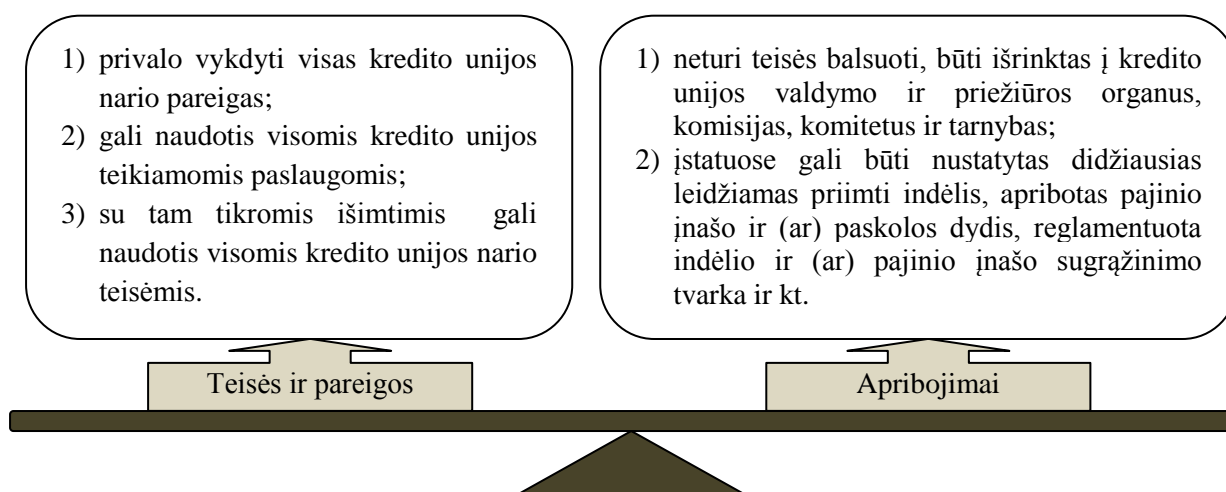 1) privalo vykdyti visas kredito unijos
nario pareigas;
2) gali naudotis visomis kredito unijos
teikiamomis paslaugomis;
3) su tam tikromis išimtimis gali
naudotis visomis kredito unijos nario
teisėmis.
1) neturi teisės balsuoti, būti išrinktas į kredito
unijos valdymo ir priežiūros organus,
komisijas, komitetus ir tarnybas;
2) įstatuose gali būti nustatytas didžiausias
leidžiamas priimti indėlis, apribotas pajinio
įnašo ir (ar) paskolos dydis, reglamentuota
indėlio ir (ar) pajinio įnašo sugrąžinimo
tvarka ir kt.
Teisės ir pareigos
Apribojimai